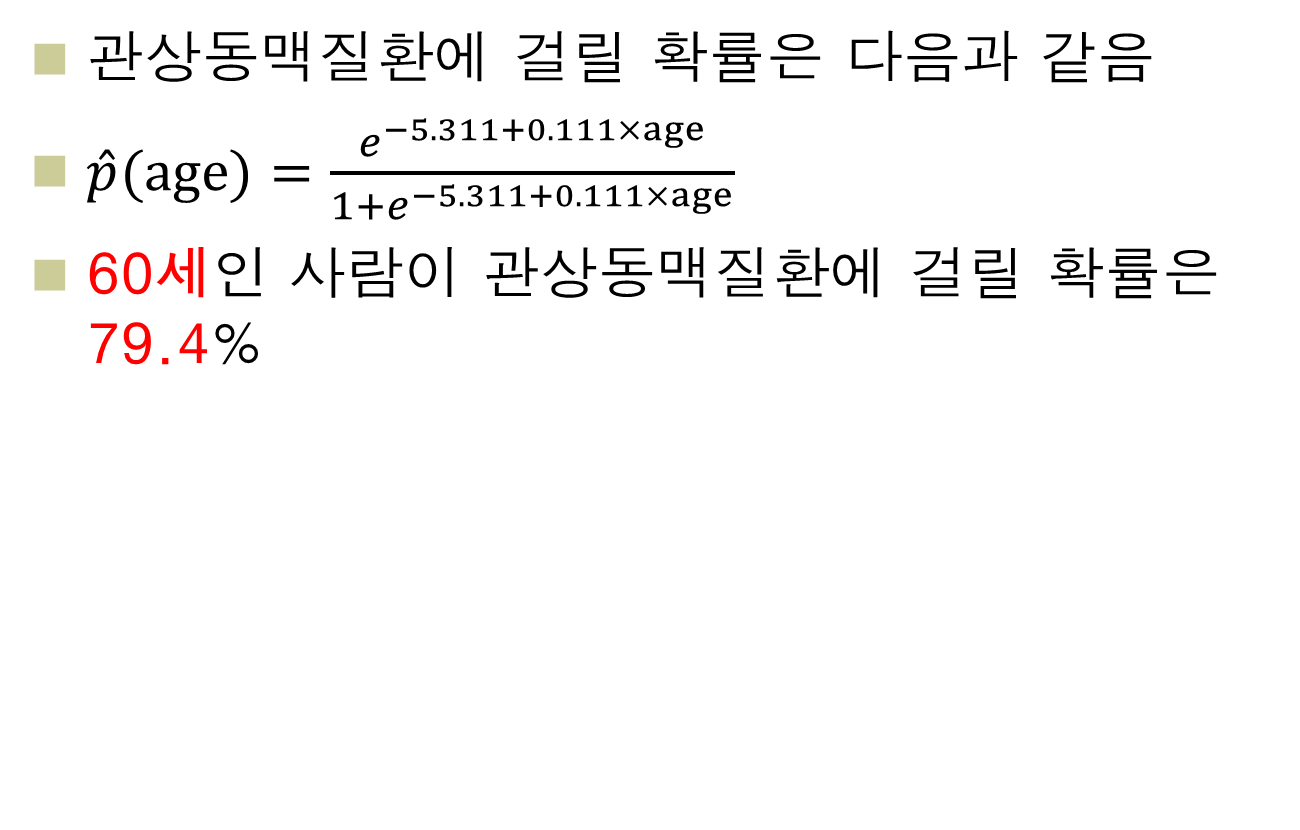 관상동맥질환에 걸릴 확률은 다음과 같음
p̂(age) = e^(−5.311+0.111×age) / 1+e^(−5.311+0.111×age)
60세인 사람이 관상동맥질환에 걸릴 확률은
79.4%